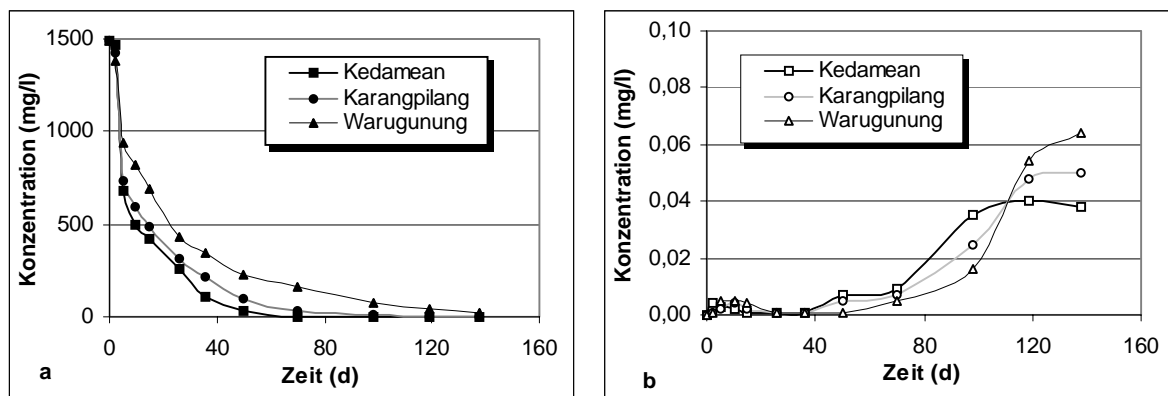 1500
1000
500
0
Konzentration (mg/l)
Kedamean
Karangpilang
Warugunung
0 40 80 120 160
Zeit (d)
a
0,10
0,08
0,06
0,04
0,02
0,00
Konzentration (mg/l)
Kedamean
Karangpilang
Warugunung
0 40 80 120 160
Zeit (d)
b